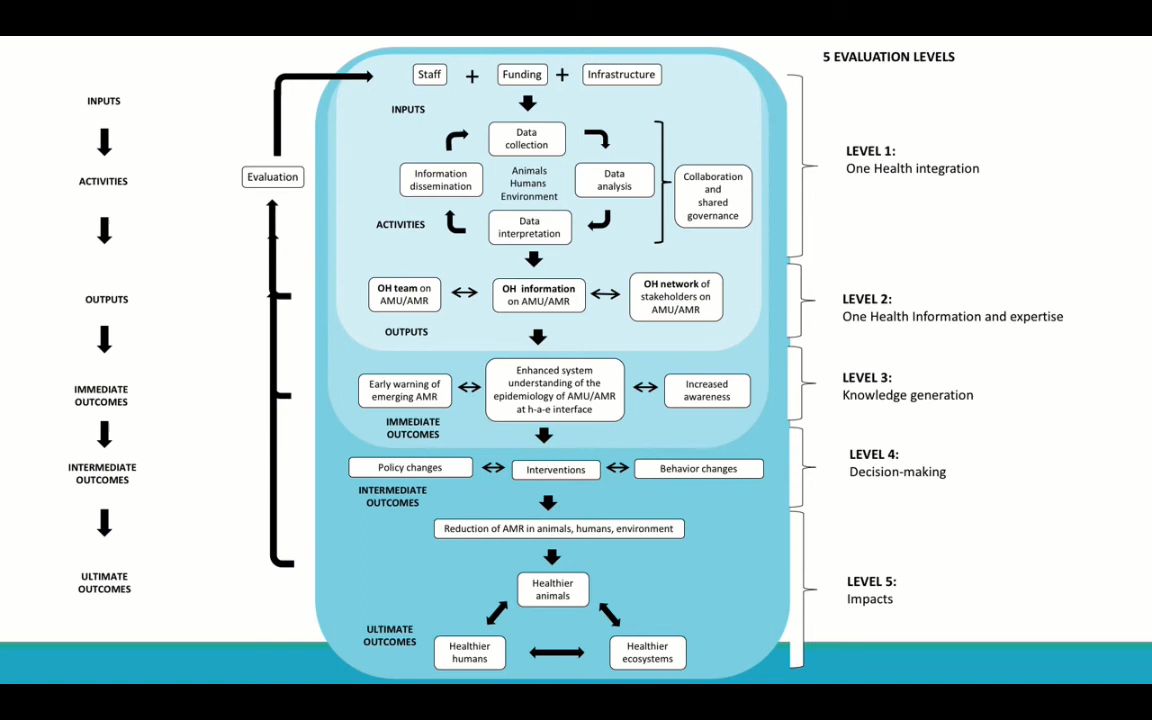 5 EVALUATION LEVELS
Staff + Funding + Infrastructure
INPUTS
INPUTS
Data
collection
LEVEL 1:
One Health integration
ACTIVITIES
Evaluation
Information
dissemination
Animals
Humans
Environment
Data
analysis
Collaboration
and
shared
governance
ACTIVITIES
Data
interpretation
OUTPUTS
OH team on
AMU/AMR
OH information
on AMU/AMR
OH network of
stakeholders on
AMU/AMR
LEVEL 2:
One Health Information and expertise
OUTPUTS
IMMEDIATE
OUTCOMES
Early warning of
emerging AMR
Enhanced system
understanding of the
epidemiology of AMU/AMR
at h-a-e interface
Increased
awareness
LEVEL 3:
Knowledge generation
IMMEDIATE
OUTCOMES
INTERMEDIATE
OUTCOMES
Policy changes
Interventions
Behavior changes
LEVEL 4:
Decision-making
INTERMEDIATE
OUTCOMES
Reduction of AMR in animals, humans, environment
ULTIMATE
OUTCOMES
Healthier
animals
LEVEL 5:
Impacts
ULTIMATE
OUTCOMES
Healthier
humans
Healthier
ecosystems